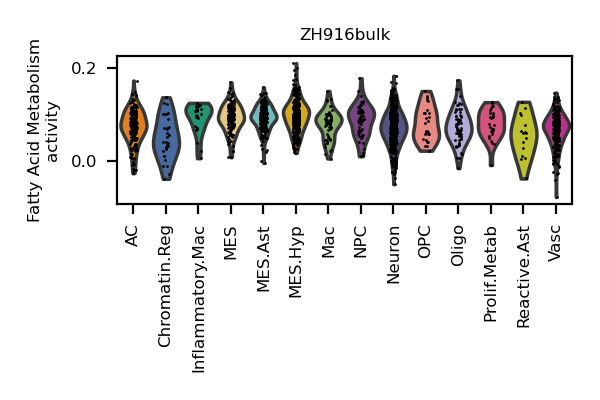 ZH916bulk
Fatty Acid Metabolism
activity
0.2
0.0
AC
Chromatin.Reg
Inflammatory.Mac
MES
MES.Ast
MES.Hyp
Mac
NPC
Neuron
OPC
Oligo
Prolif.Metab
Reactive.Ast
Vasc